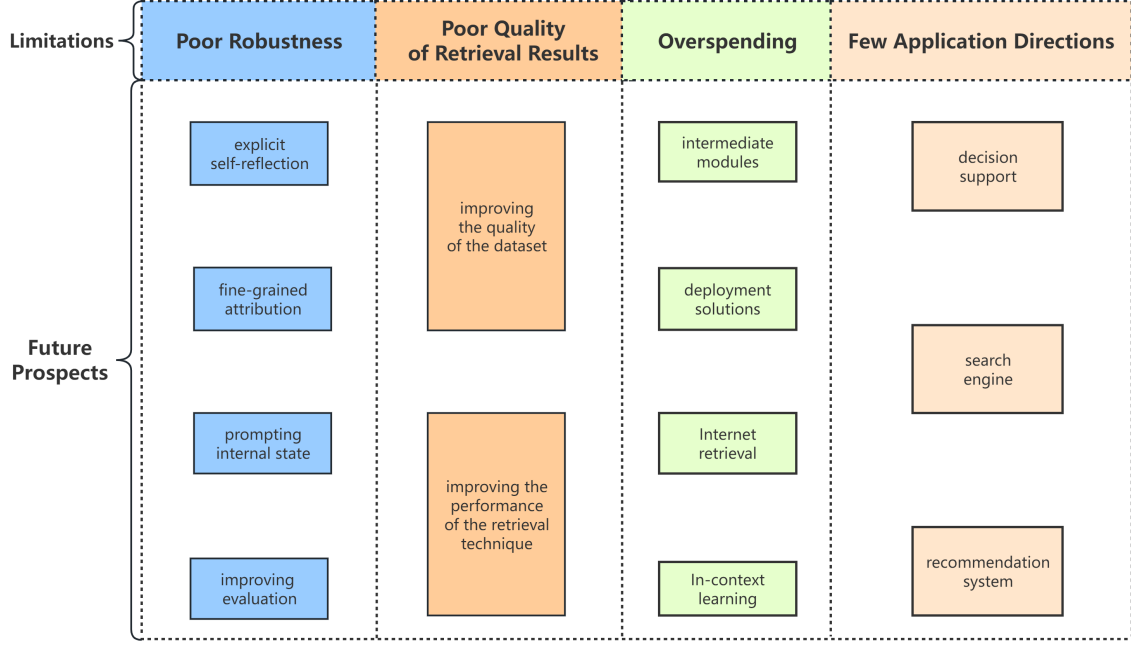 Limitations
Poor Robustness
Poor Quality
of Retrieval Results
Overspending
Few Application Directions
Future
Prospects
explicit
self-reflection
fine-grained
attribution
prompting
internal state
improving
evaluation
improving
the quality
of the dataset
improving the
performance
of the retrieval
technique
intermediate
modules
deployment
solutions
Internet
retrieval
In-context
learning
decision
support
search
engine
recommendation
system